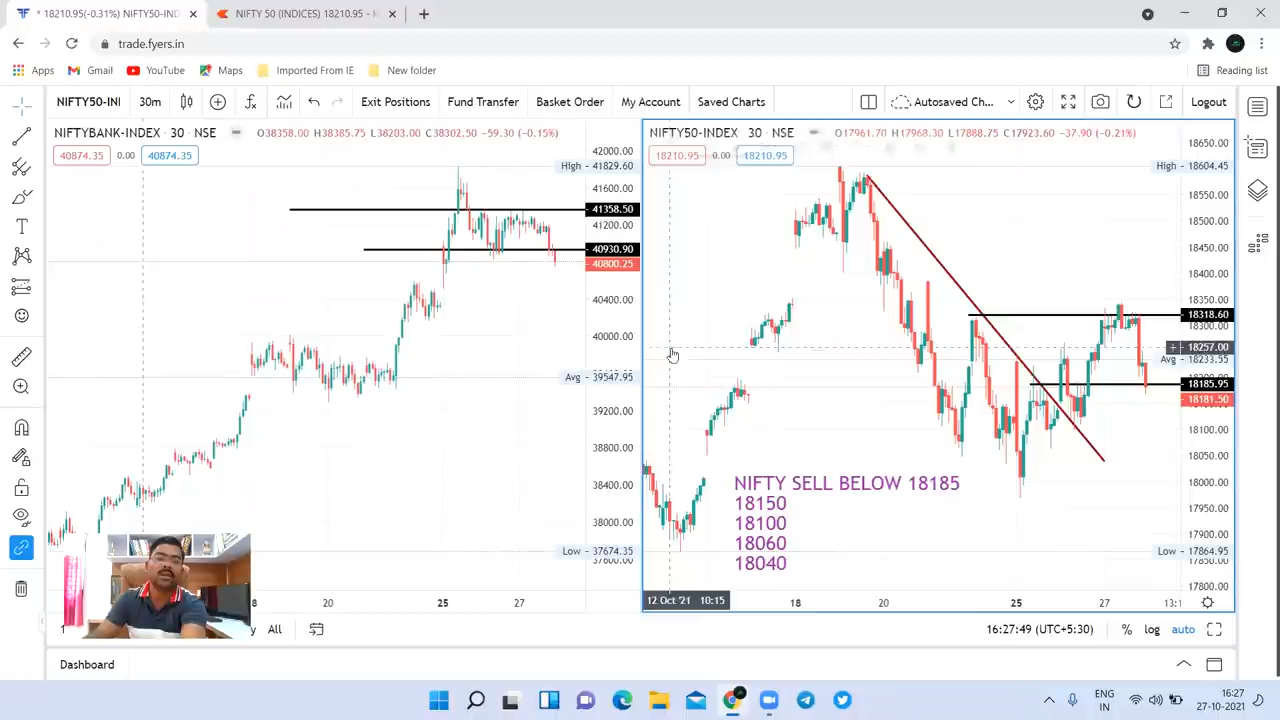 * 18210.95(-0.31%) NIFTY50-IND
NIFTY 50 (INDICES) 18210.95 -
trade.fyers.in
Apps
Gmail
YouTube
Maps
Imported From IE
New folder
Reading list
NIFTY50-INI
30m
Exit Positions
Fund Transfer
Basket Order
My Account
Saved Charts
Autosaved Ch...
Logout
NIFTYBANK-INDEX · 30 · NSE
O38358.00 H38385.75 L38203.00 C38302.50 -59.30 (-0.15%)
40874.35 0.00 40874.35
42000.00
High - 41829.60
41600.00
41358.50
41200.00
40930.90
40800.25
40400.00
40000.00
Avg - 39547.95
39200.00
38800.00
38400.00
38000.00
Low - 37674.35
37600.00
8
25
27
NIFTY50-INDEX · 30 · NSE
O17961.70 H17968.30 L17888.75 C17923.60 -37.90 (-0.21%)
18210.95 0.00 18210.95
18650.00
High - 18604.45
18550.00
18500.00
18450.00
18400.00
18350.00
18318.60
18300.00
18257.00
Avg - 18233.55
18185.95
18181.50
18100.00
18050.00
18000.00
17950.00
17900.00
Low - 17864.95
17800.00
NIFTY SELL BELOW 18185
18150
18100
18060
18040
12 Oct '21 10:15
18
20
25
27
13:1
All
16:27:49 (UTC+5:30)
%
log
auto
Dashboard
ENG
IN
16:27
27-10-2021